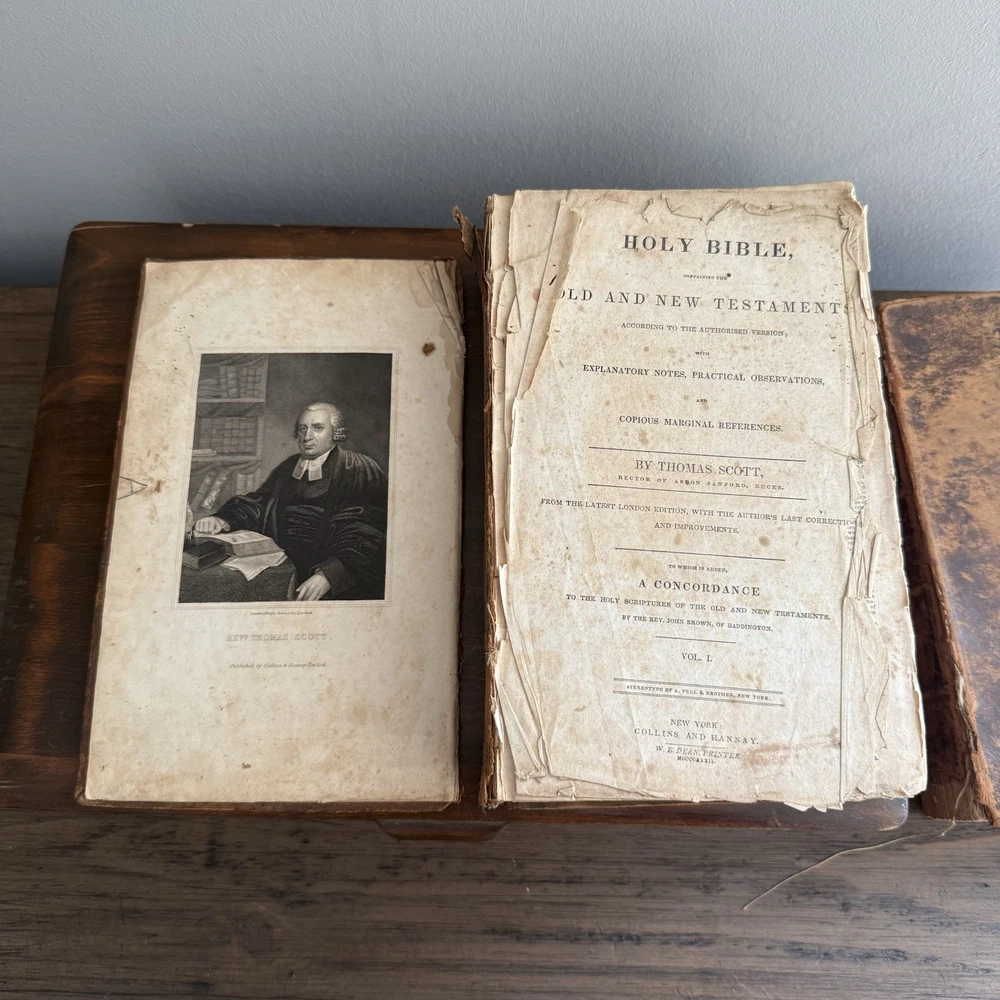 REVD THOMAS SCOTT.
Published by Collins & Hannay New York.
HOLY BIBLE,
CONTAINING THE
OLD AND NEW TESTAMENTS
ACCORDING TO THE AUTHORISED VERSION;
WITH
EXPLANATORY NOTES, PRACTICAL OBSERVATIONS,
AND
COPIOUS MARGINAL REFERENCES.
BY THOMAS SCOTT,
RECTOR OF ASTON SANFORD, BUCKS.
FROM THE LATEST LONDON EDITION, WITH THE AUTHOR'S LAST CORRECTIO
AND IMPROVEMENTS.
TO WHICH IS ADDED,
A CONCORDANCE
TO THE HOLY SCRIPTURES OF THE OLD AND NEW TESTAMENTS,
BY THE REV. JOHN BROWN, OF HADDINGTON.
VOL. I.
STEREOTYPE OF A. PELL & BROTHER, NEW YORK.
NEW YORK:
COLLINS AND HANNAY.
W. E. DEAN, PRINTER
MDCCCXXXII.